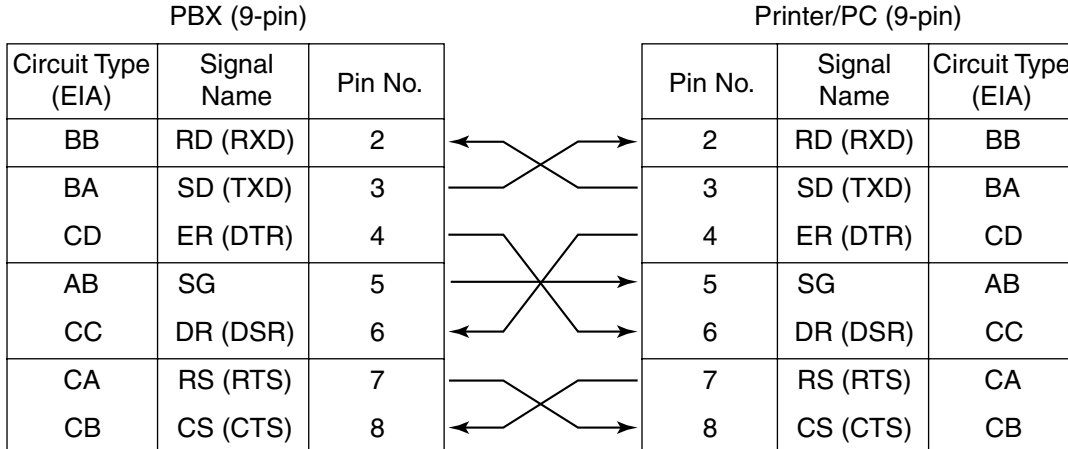 PBX (9-pin) Printer/PC (9-pin)
Circuit Type (EIA) Signal Name Pin No. Pin No. Signal Name Circuit Type (EIA)
BB RD (RXD) 2 2 RD (RXD) BB
BA SD (TXD) 3 3 SD (TXD) BA
CD ER (DTR) 4 4 ER (DTR) CD
AB SG 5 5 SG AB
CC DR (DSR) 6 6 DR (DSR) CC
CA RS (RTS) 7 7 RS (RTS) CA
CB CS (CTS) 8 8 CS (CTS) CB